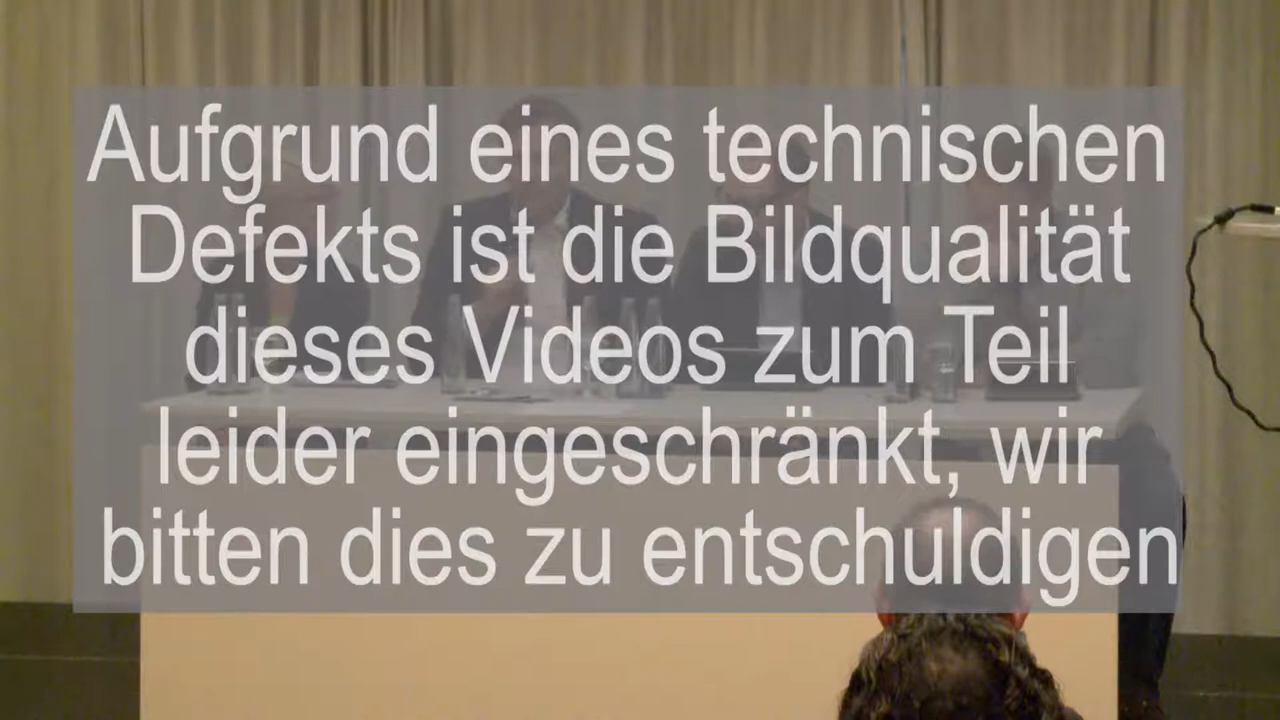 Aufgrund eines technischen
Defekts ist die Bildqualität
dieses Videos zum Teil
leider eingeschränkt, wir
bitten dies zu entschuldigen